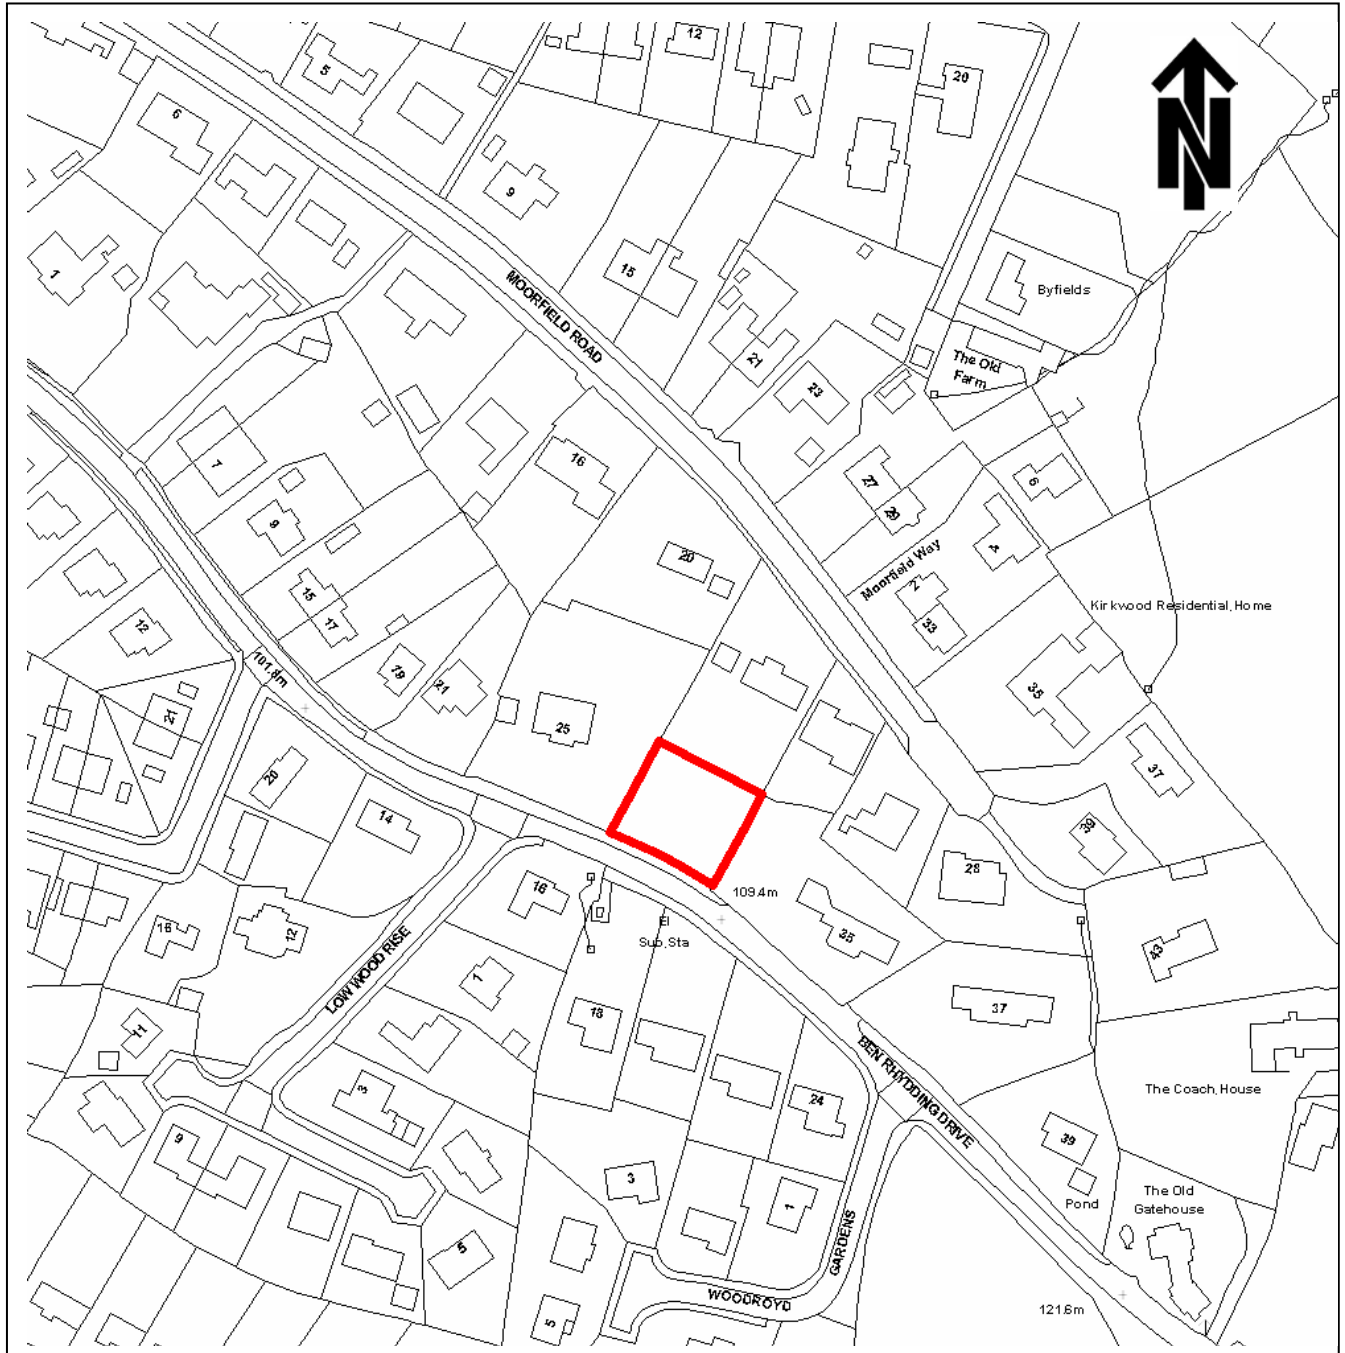 12
5
20
6
N
9
1
15
MOORFIELD ROAD
Byfields
21
The Old
Farm
23
7
16
27
29
6
9
4
20
Moorfield Way
2
15
33
Kirkwood Residential Home
17
12
101.8m
19
21
35
21
25
37
20
14
39
28
16
109.4m
Sub Sta
El
35
16
12
43
LOW WOOD RISE
1
18
37
11
BEN RHYDDING DRIVE
The Coach House
3
24
9
39
3
1
Pond
The Old
Gatehouse
5
GARDENS
WOODROYD
5
121.6m